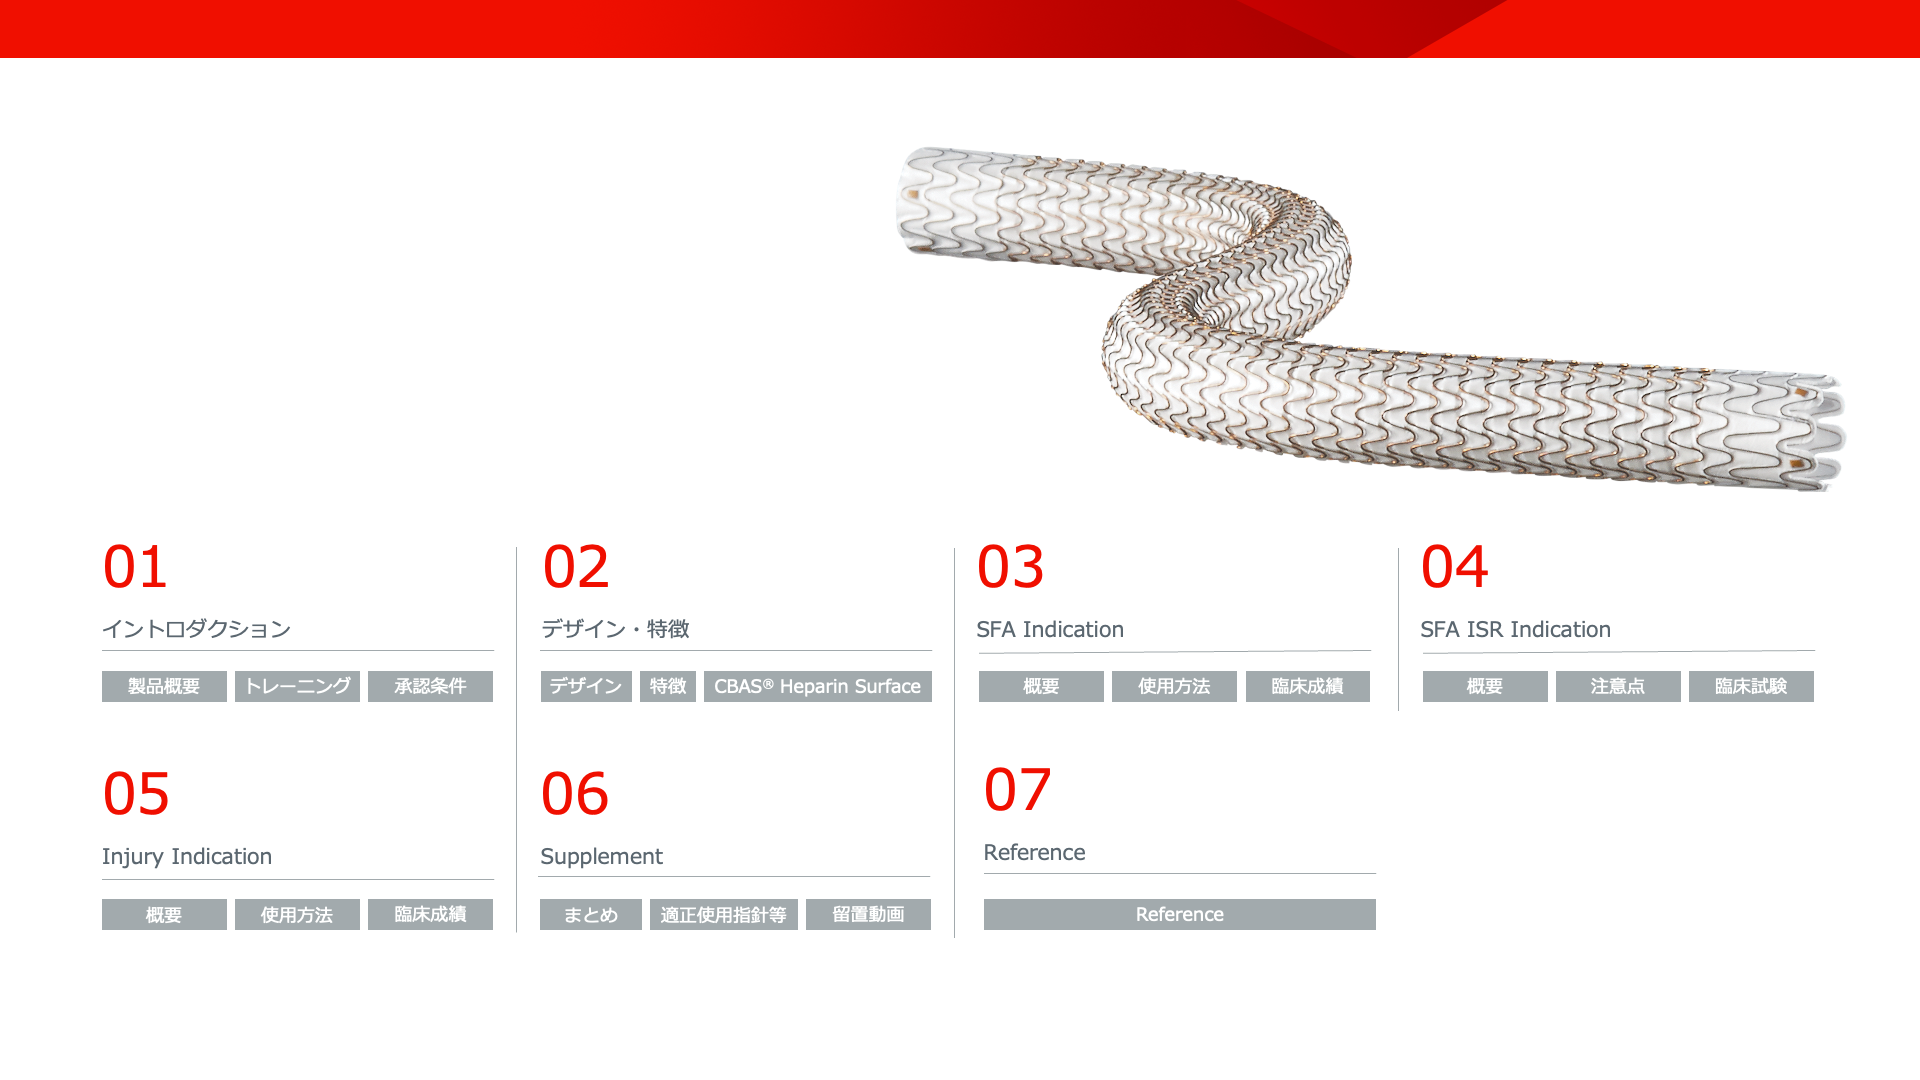 01
イントロダクション
製品概要 トレーニング 承認条件
02
デザイン・特徴
デザイン 特徴 CBAS® Heparin Surface
03
SFA Indication
概要 使用方法 臨床成績
04
SFA ISR Indication
概要 注意点 臨床試験
05
Injury Indication
概要 使用方法 臨床成績
06
Supplement
まとめ 適正使用指針等 留置動画
07
Reference
Reference